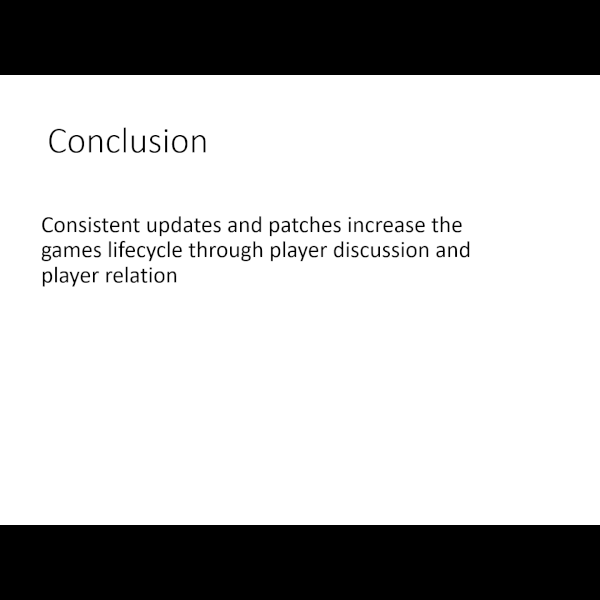 Conclusion
Consistent updates and patches increase the
games lifecycle through player discussion and
player relation